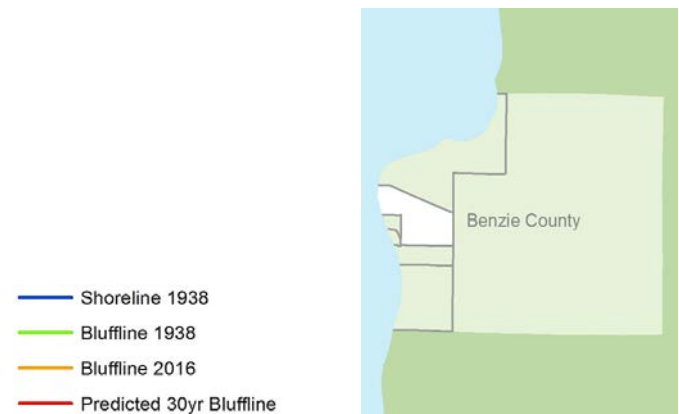 Benzie County
Shoreline 1938
Bluffline 1938
Bluffline 2016
Predicted 30yr Bluffline